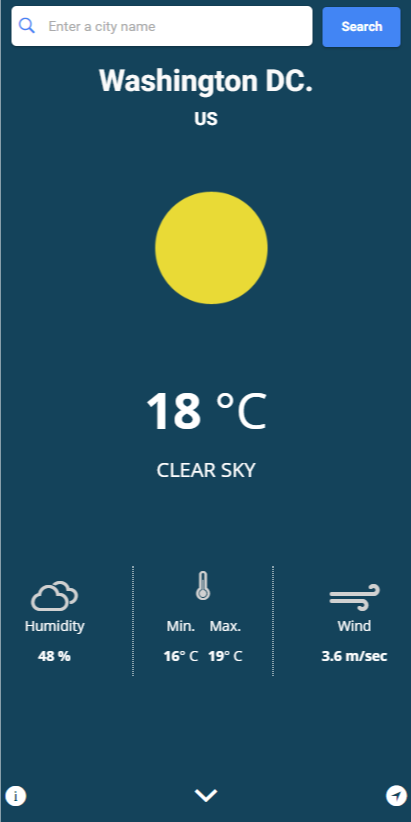 Enter a city name
Search
Washington DC.
US
18 °C
CLEAR SKY
Humidity
48 %
Min. Max.
16° C 19° C
Wind
3.6 m/sec
i